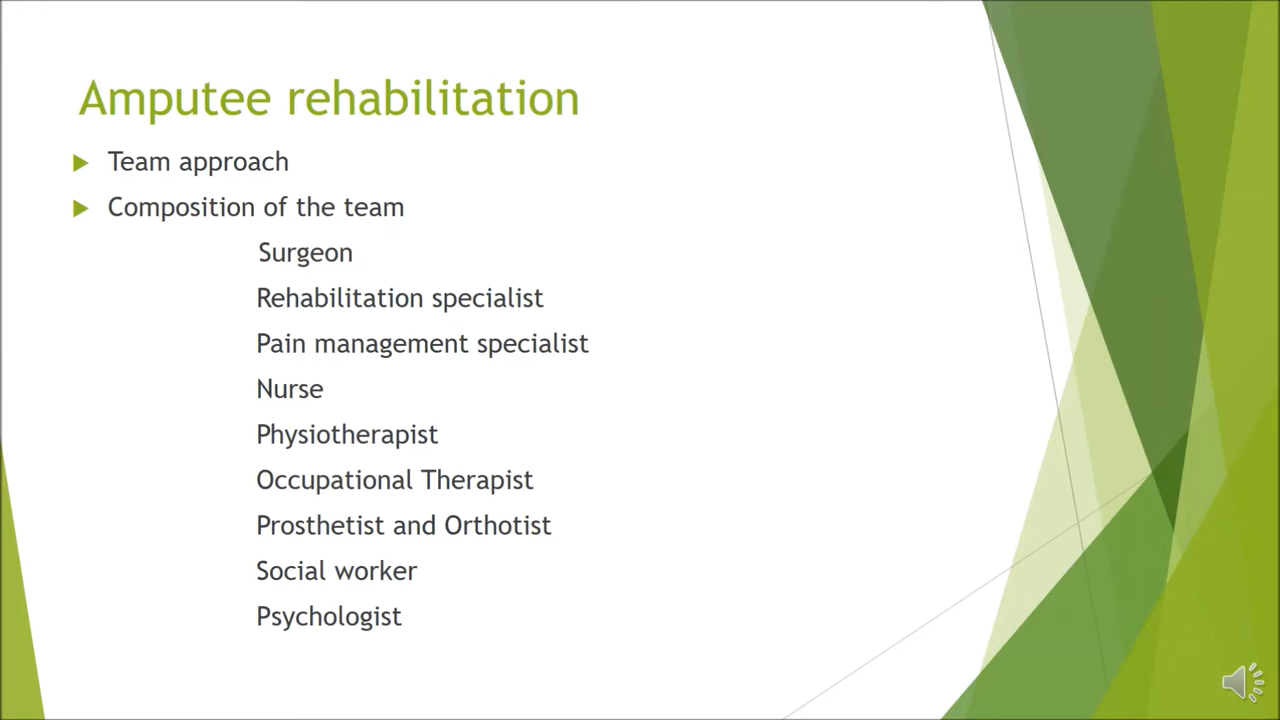 Amputee rehabilitation
Team approach
Composition of the team
Surgeon
Rehabilitation specialist
Pain management specialist
Nurse
Physiotherapist
Occupational Therapist
Prosthetist and Orthotist
Social worker
Psychologist